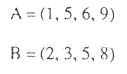 A = (1, 5, 6, 9)
B = (2, 3, 5, 8)